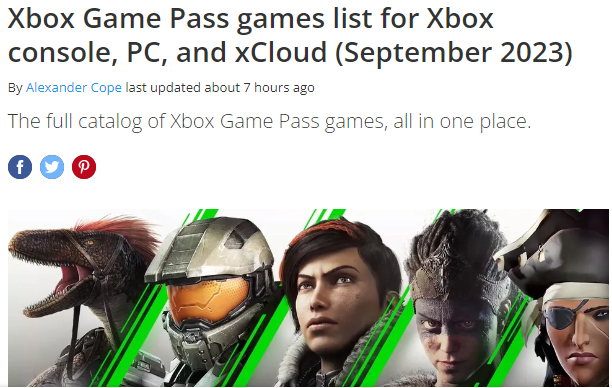 Xbox Game Pass games list for Xbox
console, PC, and xCloud (September 2023)
By Alexander Cope last updated about 7 hours ago
The full catalog of Xbox Game Pass games, all in one place.